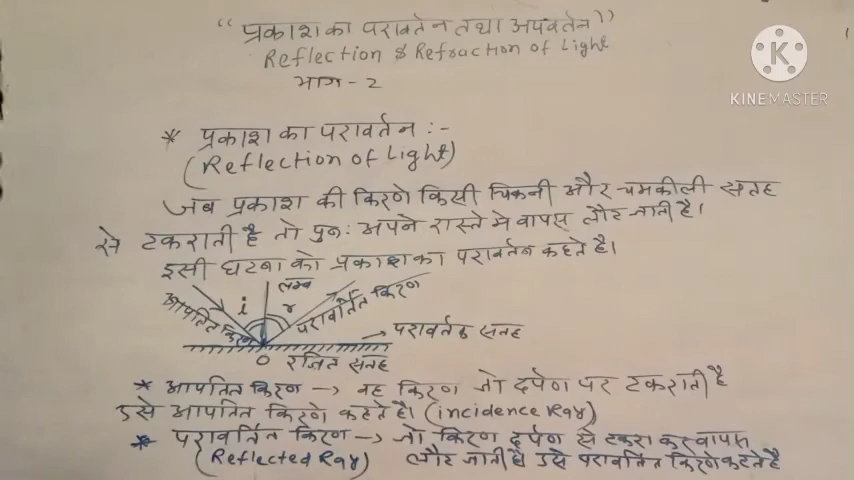 “ प्रकाश का परावर्तन तथा अपवर्तन ”
Reflection & Refraction of Light
भाग - 2
KINEMASTER
* प्रकाश का परावर्तन :-
(Reflection of Light)
जब प्रकाश की किरणे किसी चिकनी और चमकीली सतह
से टकराती है तो पुनः अपने रास्ते मे वापस लौट जाती है।
इसी घटना को प्रकाश का परावर्तन कहते है।
लम्ब
आपतित किरण
i
r
परावर्तित किरण
→ परावर्तक सतह
O रजित सतह
* आपतित किरण → वह किरण जो दर्पण पर टकराती है
उसे आपतित किरणे कहते है। (incidence Ray)
* परावर्तित किरण → जो किरण दर्पण से टकरा कर वापस
(Reflected Ray) लौट जाती है उसे परावर्तित किरणे कहते है